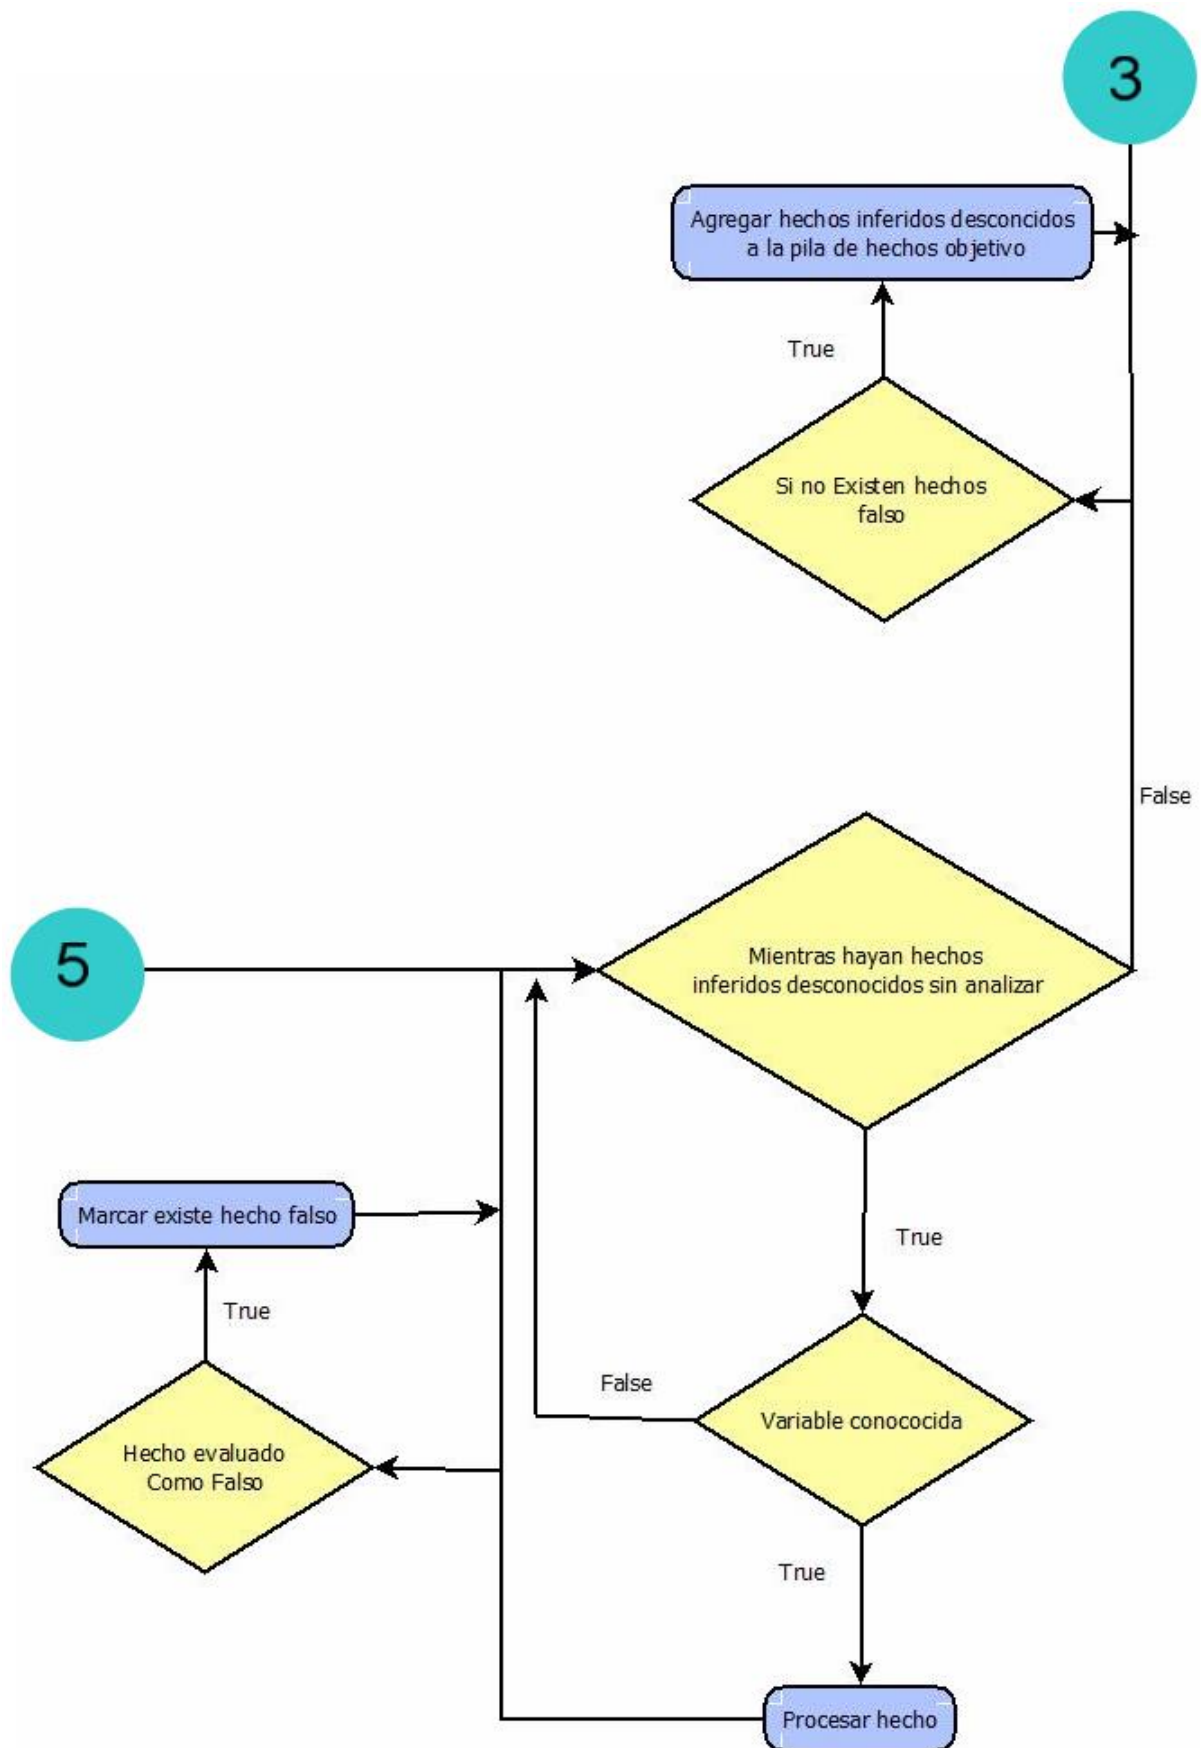 3
Agregar hechos inferidos desconcidos
a la pila de hechos objetivo
True
Si no Existen hechos
falso
False
5
Mientras hayan hechos
inferidos desconocidos sin analizar
Marcar existe hecho falso
True
True
False
Variable conococida
Hecho evaluado
Como Falso
True
Procesar hecho